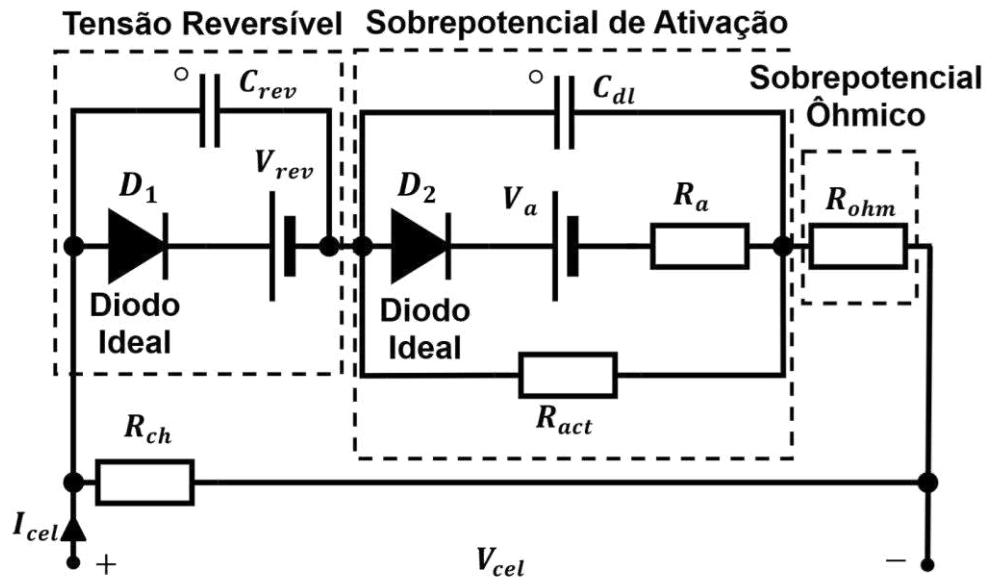 Tensão Reversível
Sobrepotencial de Ativação
Sobrepotencial
Ôhmico
C_rev
C_dl
V_rev
D_1
D_2
V_a
R_a
R_ohm
Diodo
Ideal
Diodo
Ideal
R_act
R_ch
I_cel
+
V_cel
−